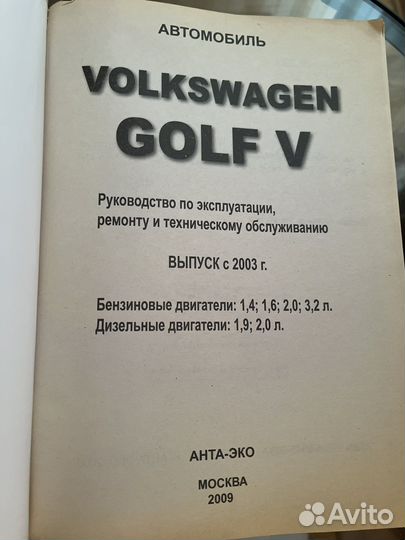 АВТОМОБИЛЬ
VOLKSWAGEN
GOLF V
Руководство по эксплуатации,
ремонту и техническому обслуживанию
ВЫПУСК с 2003 г.
Бензиновые двигатели: 1,4; 1,6; 2,0; 3,2 л.
Дизельные двигатели: 1,9; 2,0 л.
АНТА-ЭКО
МОСКВА
2009
Avito